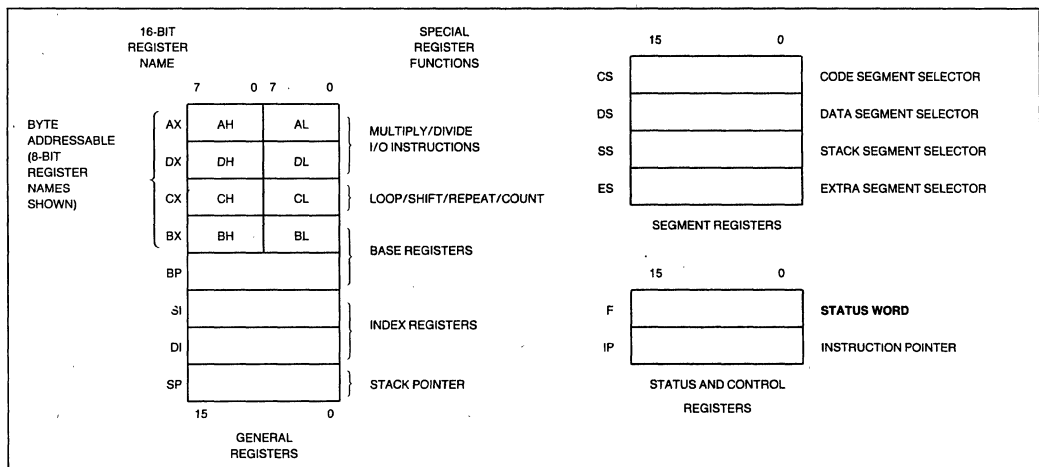 16-BIT
REGISTER
NAME
SPECIAL
REGISTER
FUNCTIONS
7 0 7 0
BYTE
ADDRESSABLE
(8-BIT
REGISTER
NAMES
SHOWN)
AX AH AL
DX DH DL
MULTIPLY/DIVIDE
I/O INSTRUCTIONS
CX CH CL LOOP/SHIFT/REPEAT/COUNT
BX BH BL
BP
BASE REGISTERS
SI
DI
INDEX REGISTERS
SP STACK POINTER
15 0
GENERAL
REGISTERS
15 0
CS CODE SEGMENT SELECTOR
DS DATA SEGMENT SELECTOR
SS STACK SEGMENT SELECTOR
ES EXTRA SEGMENT SELECTOR
SEGMENT REGISTERS
15 0
F STATUS WORD
IP INSTRUCTION POINTER
STATUS AND CONTROL
REGISTERS